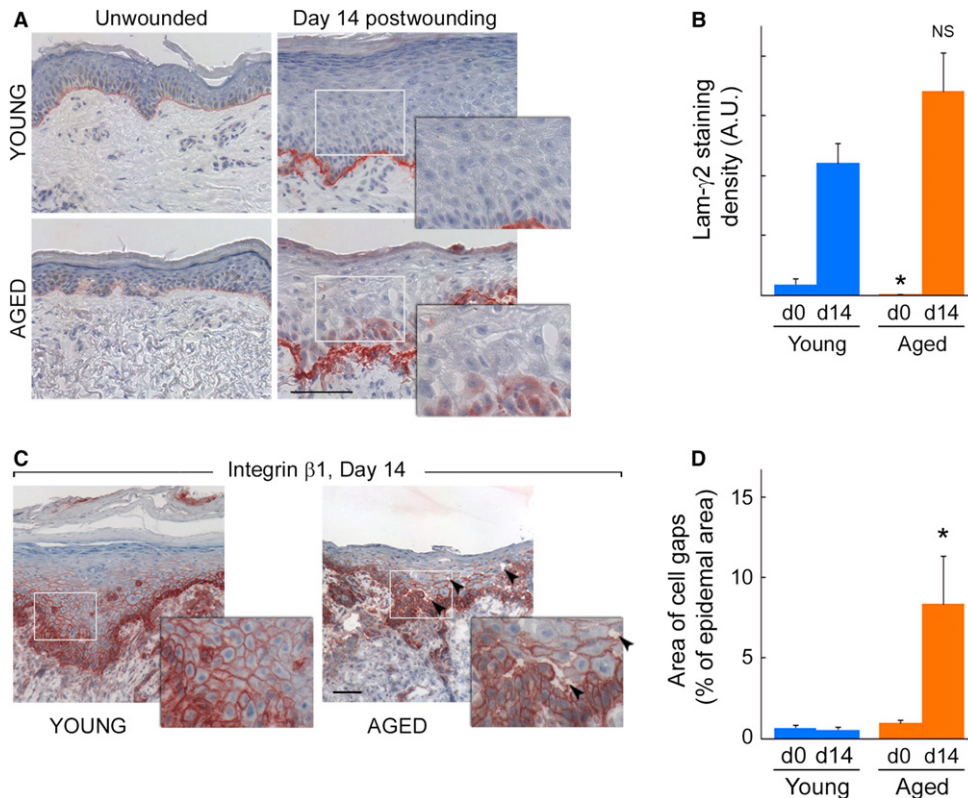 A
Unwounded
Day 14 postwounding
YOUNG
AGED
B
Lam-γ2 staining
density (A.U.)
NS
*
d0 d14 d0 d14
Young Aged
C
Integrin β1, Day 14
YOUNG
AGED
D
Area of cell gaps
(% of epidemal area)
15
10
5
0
*
d0 d14 d0 d14
Young Aged